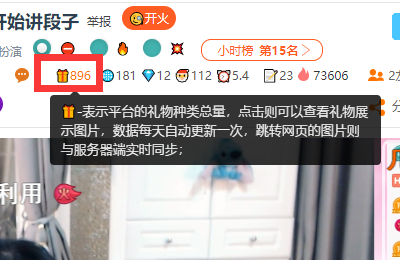 开始讲段子 举报 开火
扮演 小时榜 第15名 >
896 181 12 112 5.4 23 73606 2
-表示平台的礼物种类总量，点击则可以查看礼物展
示图片，数据每天自动更新一次，跳转网页的图片则
与服务器端实时同步；
利用